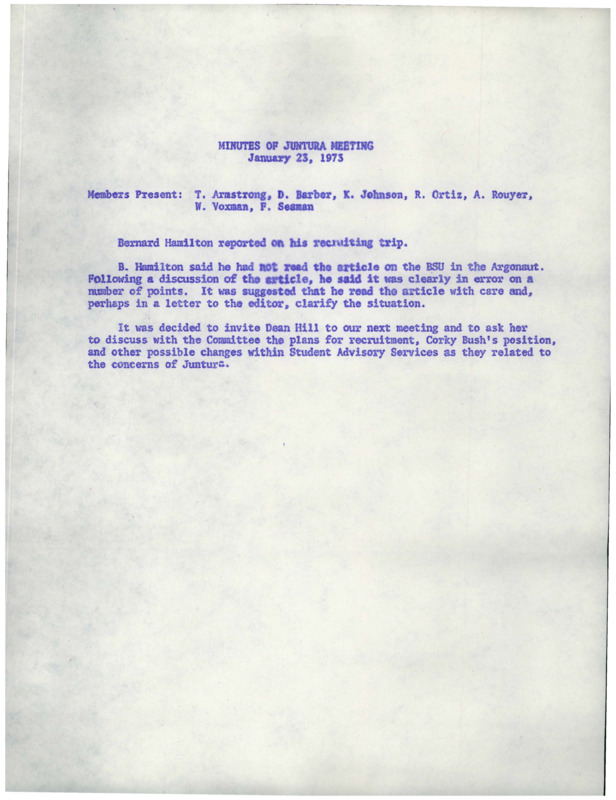 MINUTES OF JUNTURA MEETING
January 23, 1973
Members Present: T. Armstrong, D. Barber, K. Johnson, R. Ortiz, A. Rouyer,
W. Voxman, F. Seaman
Bernard Hamilton reported on his recruiting trip.
B. Hamilton said he had not read the article on the BSU in the Argonaut.
Following a discussion of the article, he said it was clearly in error on a
number of points. It was suggested that he read the article with care and,
perhaps in a letter to the editor, clarify the situation.
It was decided to invite Dean Hill to our next meeting and to ask her
to discuss with the Committee the plans for recruitment, Corky Bush's position,
and other possible changes within Student Advisory Services as they related to
the concerns of Juntura.